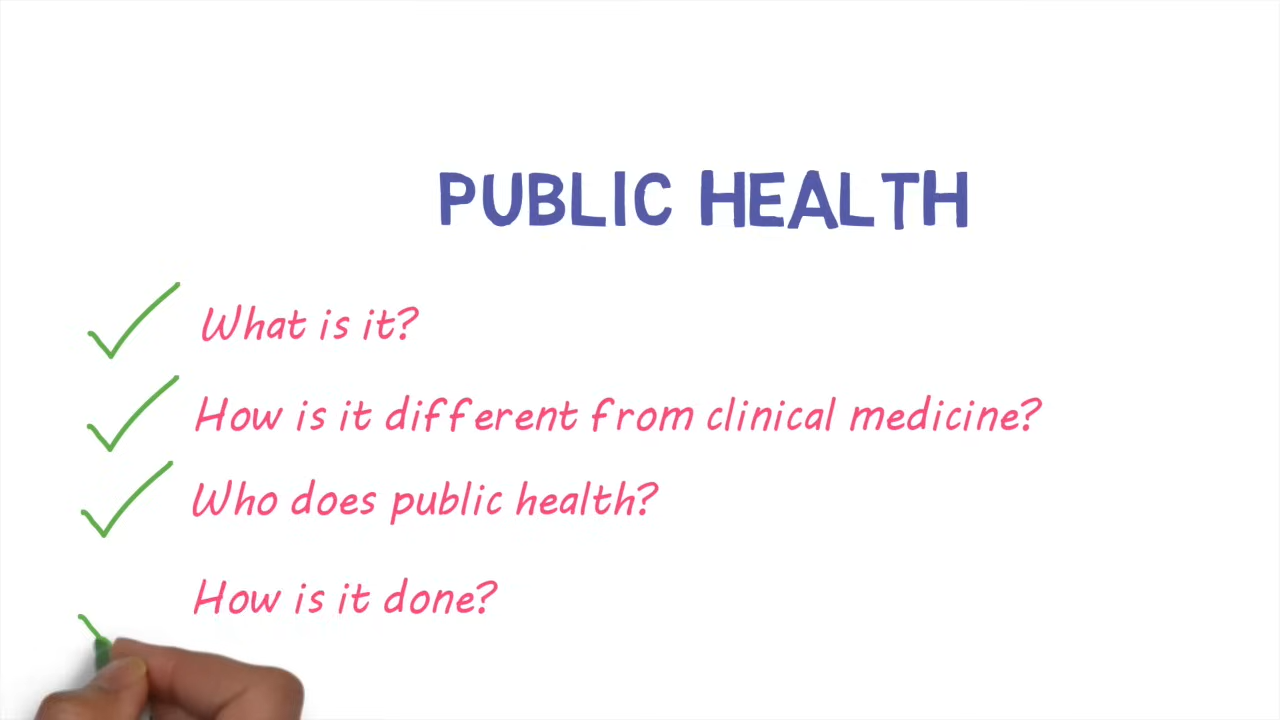 PUBLIC HEALTH
What is it?
How is it different from clinical medicine?
Who does public health?
How is it done?